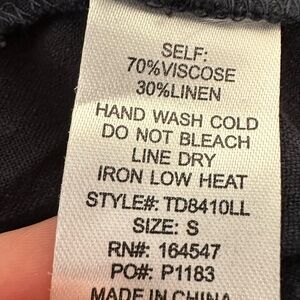 SELF:
70%VISCOSE
30%LINEN
HAND WASH COLD
DO NOT BLEACH
LINE DRY
IRON LOW HEAT
STYLE#: TD8410LL
SIZE: S
RN#: 164547
PO#: P1183
MADE IN CHINA